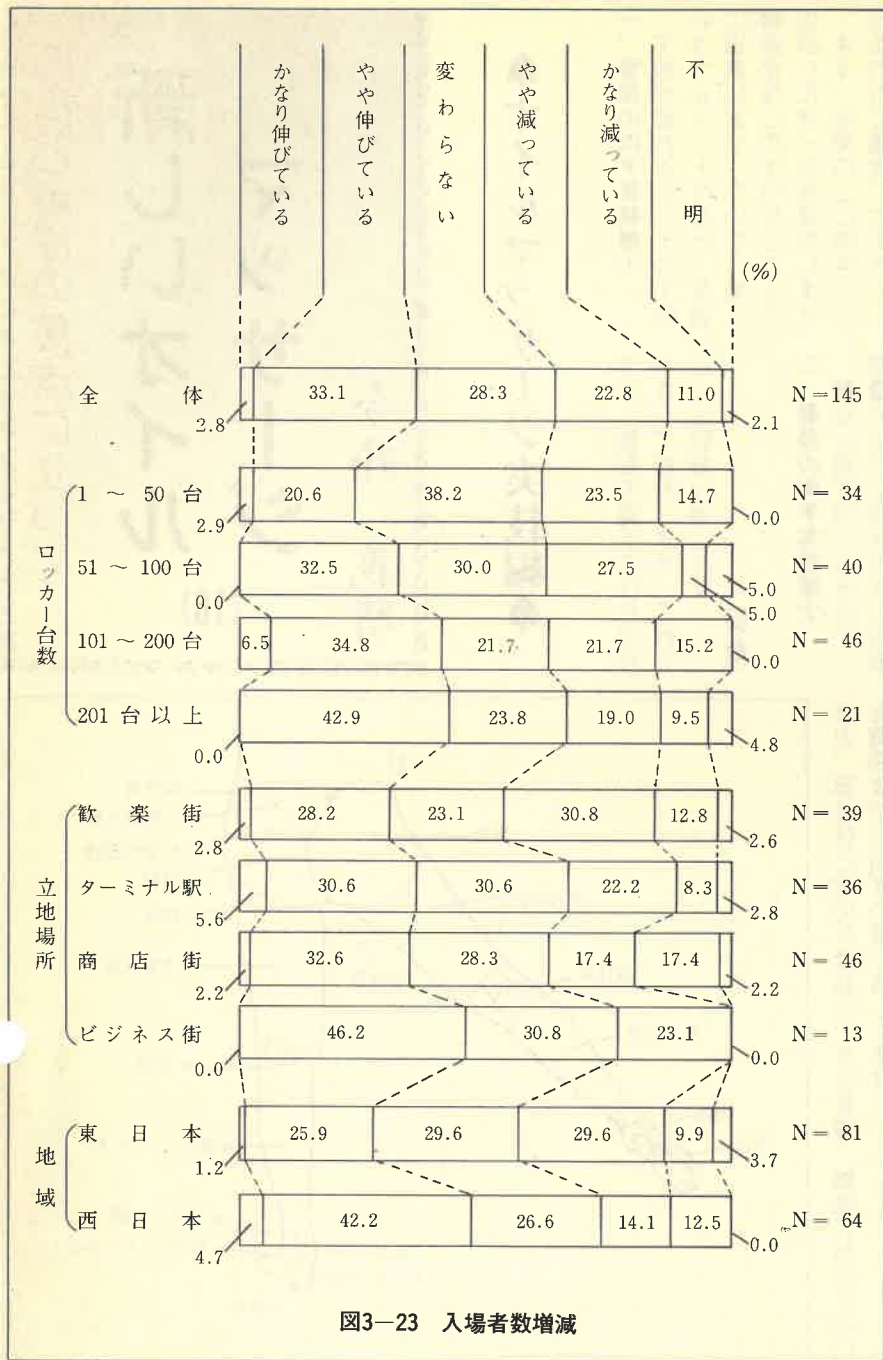 かなり伸びている
やや伸びている
変わらない
やや減っている
かなり減っている
不明
(%)
全体 2.8 33.1 28.3 22.8 11.0 2.1 N=145
ロッカー台数
1～50台 2.9 20.6 38.2 23.5 14.7 0.0 N= 34
51～100台 0.0 32.5 30.0 27.5 5.0 5.0 N= 40
101～200台 6.5 34.8 21.7 21.7 15.2 0.0 N= 46
201台以上 0.0 42.9 23.8 19.0 9.5 4.8 N= 21
立地場所
歓楽街 2.8 28.2 23.1 30.8 12.8 2.6 N= 39
ターミナル駅 5.6 30.6 30.6 22.2 8.3 2.8 N= 36
商店街 2.2 32.6 28.3 17.4 17.4 2.2 N= 46
ビジネス街 0.0 46.2 30.8 23.1 0.0 N= 13
地域
東日本 1.2 25.9 29.6 29.6 9.9 3.7 N= 81
西日本 4.7 42.2 26.6 14.1 12.5 0.0 N= 64
図3—23 入場者数増減